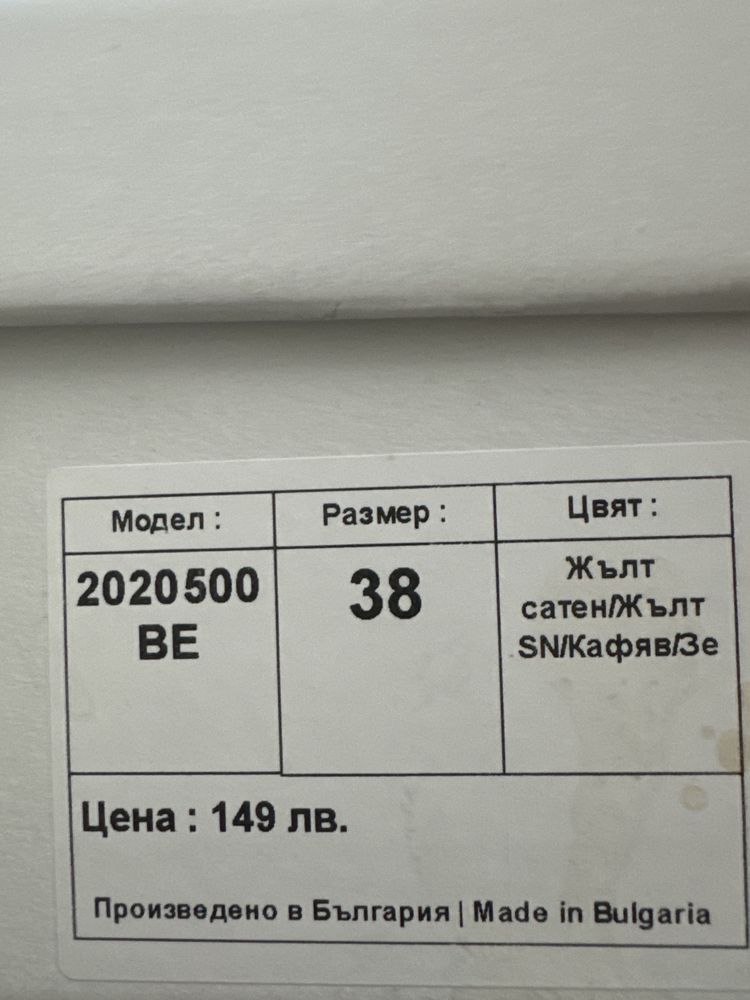 Модел :
Размер :
Цвят :
2020500
BE
38
Жълт
сатен/Жълт
SN/Кафяв/Зе
Цена : 149 лв.
Произведено в България | Made in Bulgaria